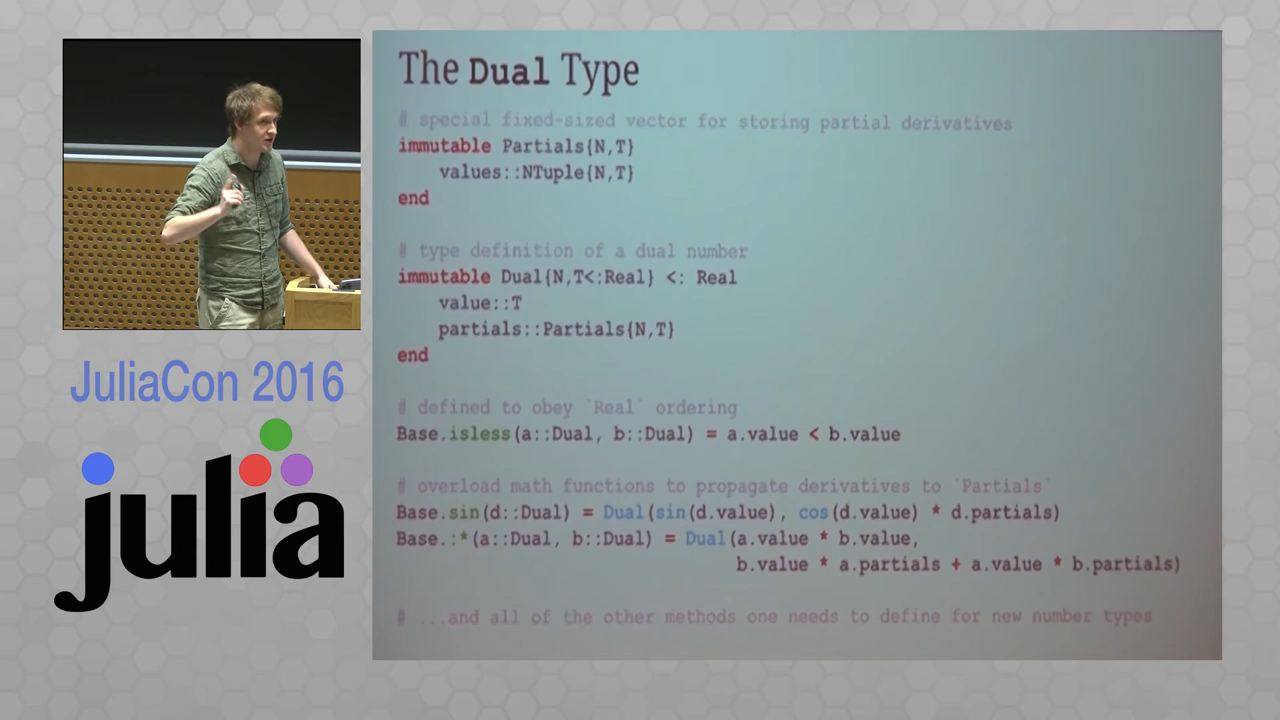 The Dual Type
# special fixed-sized vector for storing partial derivatives
immutable Partials{N,T}
values::NTuple{N,T}
end
# type definition of a dual number
immutable Dual{N,T<:Real} <: Real
value::T
partials::Partials{N,T}
end
# defined to obey `Real` ordering
Base.isless(a::Dual, b::Dual) = a.value < b.value
# overload math functions to propagate derivatives to `Partials`
Base.sin(d::Dual) = Dual(sin(d.value), cos(d.value) * d.partials)
Base.:*(a::Dual, b::Dual) = Dual(a.value * b.value,
b.value * a.partials + a.value * b.partials)
# ...and all of the other methods one needs to define for new number types
JuliaCon 2016
julia